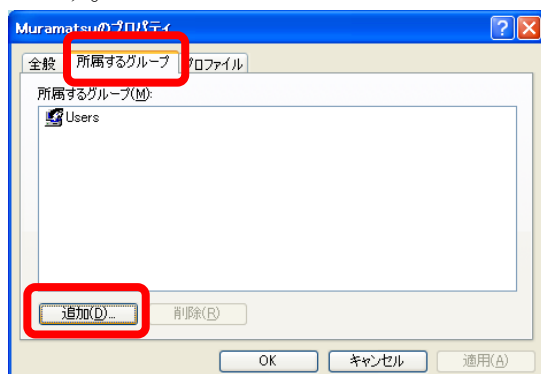 Muramatsuのプロパティ
全般 所属するグループ プロファイル
所属するグループ(M):
Users
追加(D)... 削除(R)
OK キャンセル 適用(A)